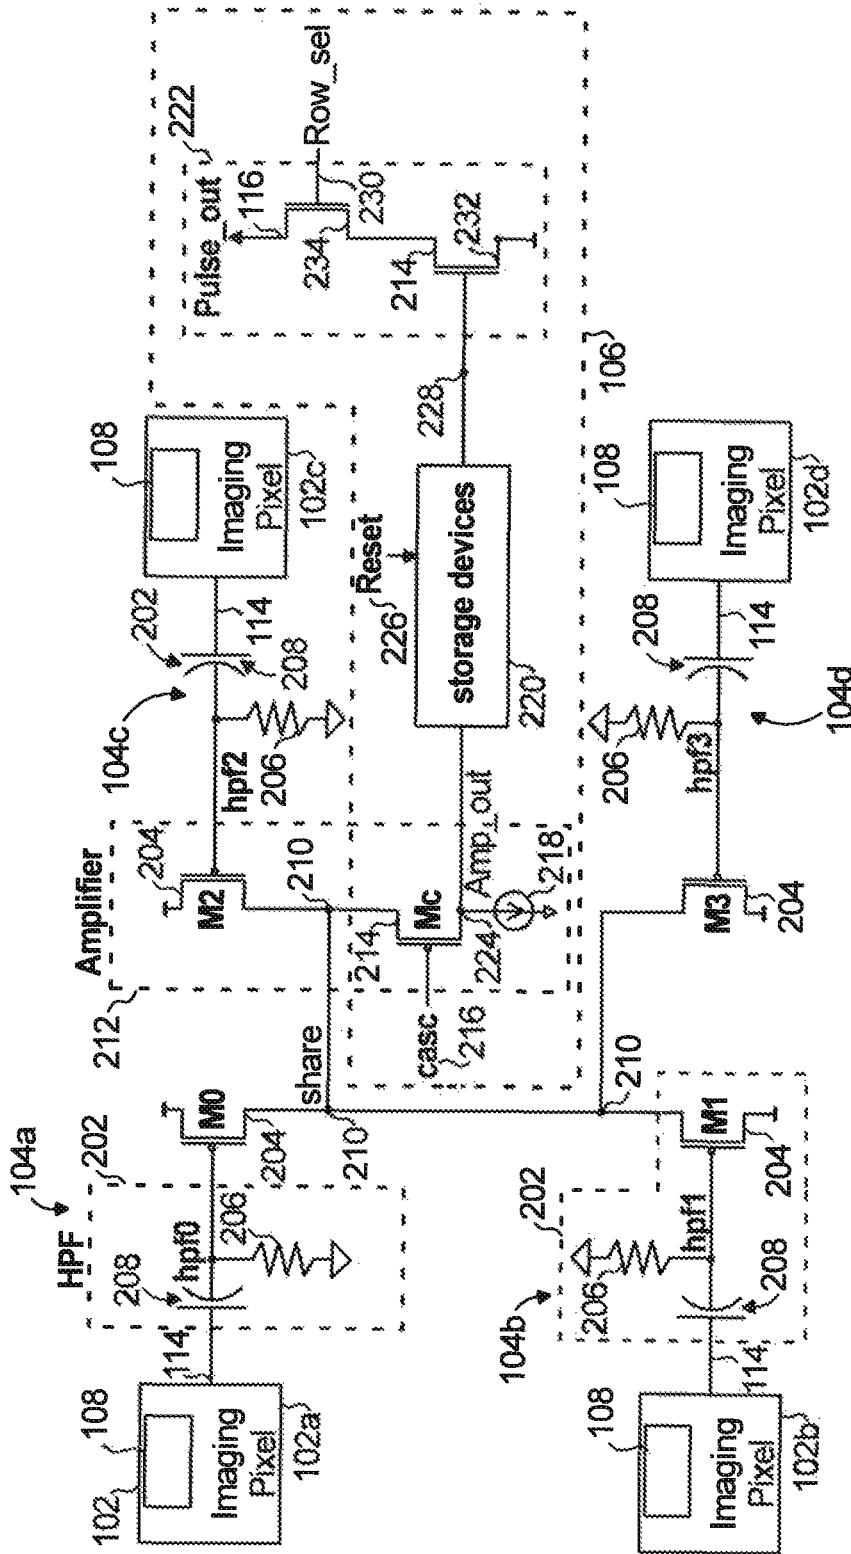 104a
HPF
202
208
hpf0
206
114
102
108
Imaging
Pixel
102a
M0
204
share
210
Amplifier
212
204
M2
210
214
Mc
casc
216
224
Amp_out
218
104c
202
114
208
hpf2
206
108
Imaging
Pixel
102c
Reset
226
storage devices
220
228
222
Pulse_out
116
Row_sel
230
234
214
232
106
104b
202
206
hpf1
208
114
108
Imaging
Pixel
102b
210
M1
204
M3
204
hpf3
206
208
114
104d
108
Imaging
Pixel
102d